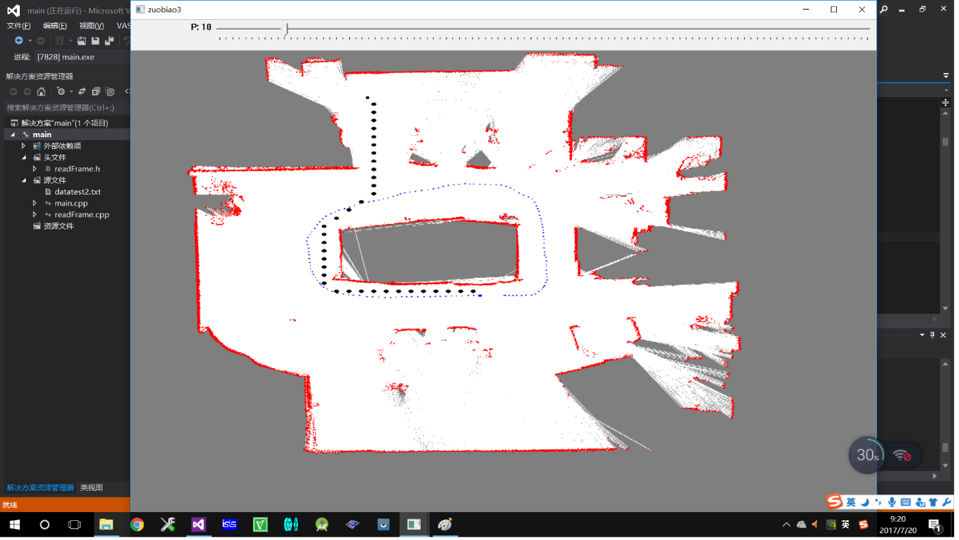 main (正在运行) - Microsoft
zuobiao3
文件(F) 编辑(E) 视图(V) VAS
P: 10
进程: [7828] main.exe
解决方案资源管理器
搜索解决方案资源管理器(Ctrl+;)
解决方案"main"(1 个项目)
main
外部依赖项
头文件
readFrame.h
源文件
datatest2.txt
main.cpp
readFrame.cpp
资源文件
30%
解决方案资源管理器 类视图
就绪
英
isis
英
9:20
2017/7/20
1